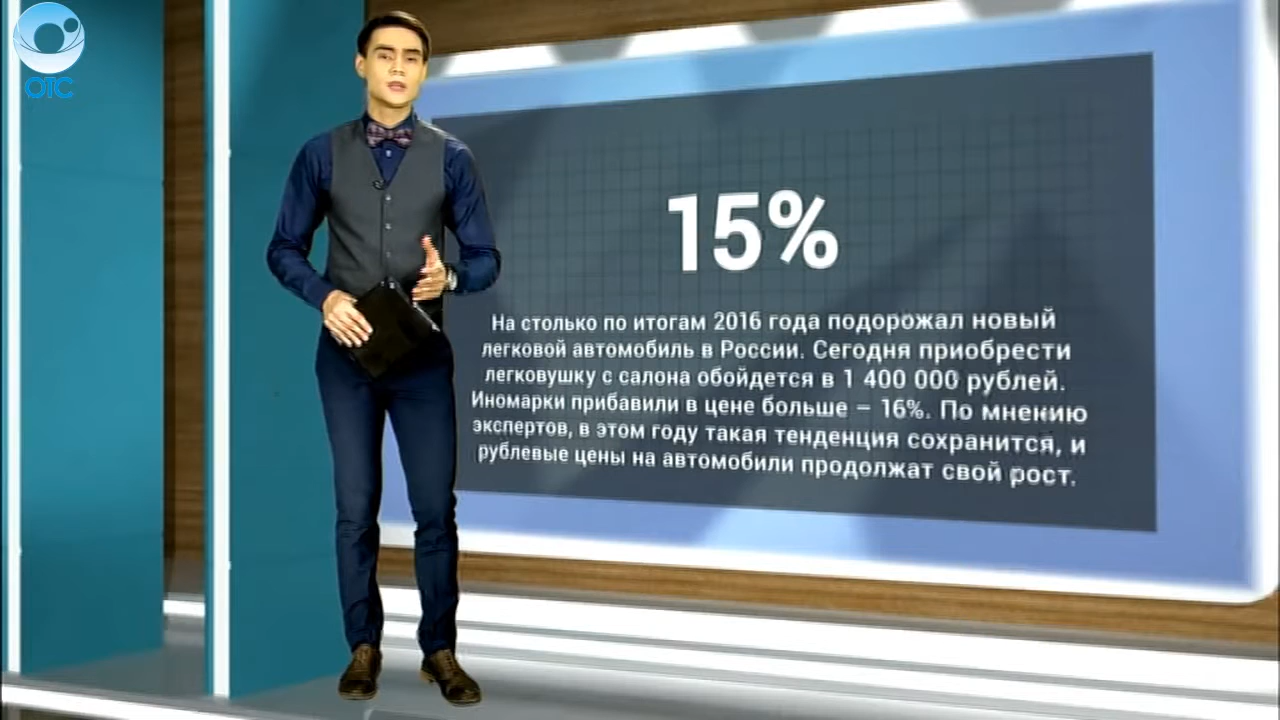 ОТС
15%
На столько по итогам 2016 года подорожал новый
легковой автомобиль в России. Сегодня приобрести
легковушку с салона обойдется в 1 400 000 рублей.
Иномарки прибавили в цене больше – 16%. По мнению
экспертов, в этом году такая тенденция сохранится, и
рублевые цены на автомобили продолжат свой рост.